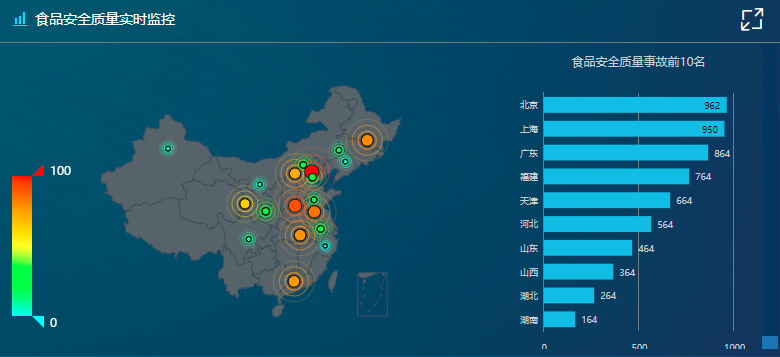 食品安全质量实时监控
食品安全质量事故前10名
100
0
北京 962
上海 950
广东 864
福建 764
天津 664
河北 564
山东 464
山西 364
湖北 264
湖南 164
0 500 1000